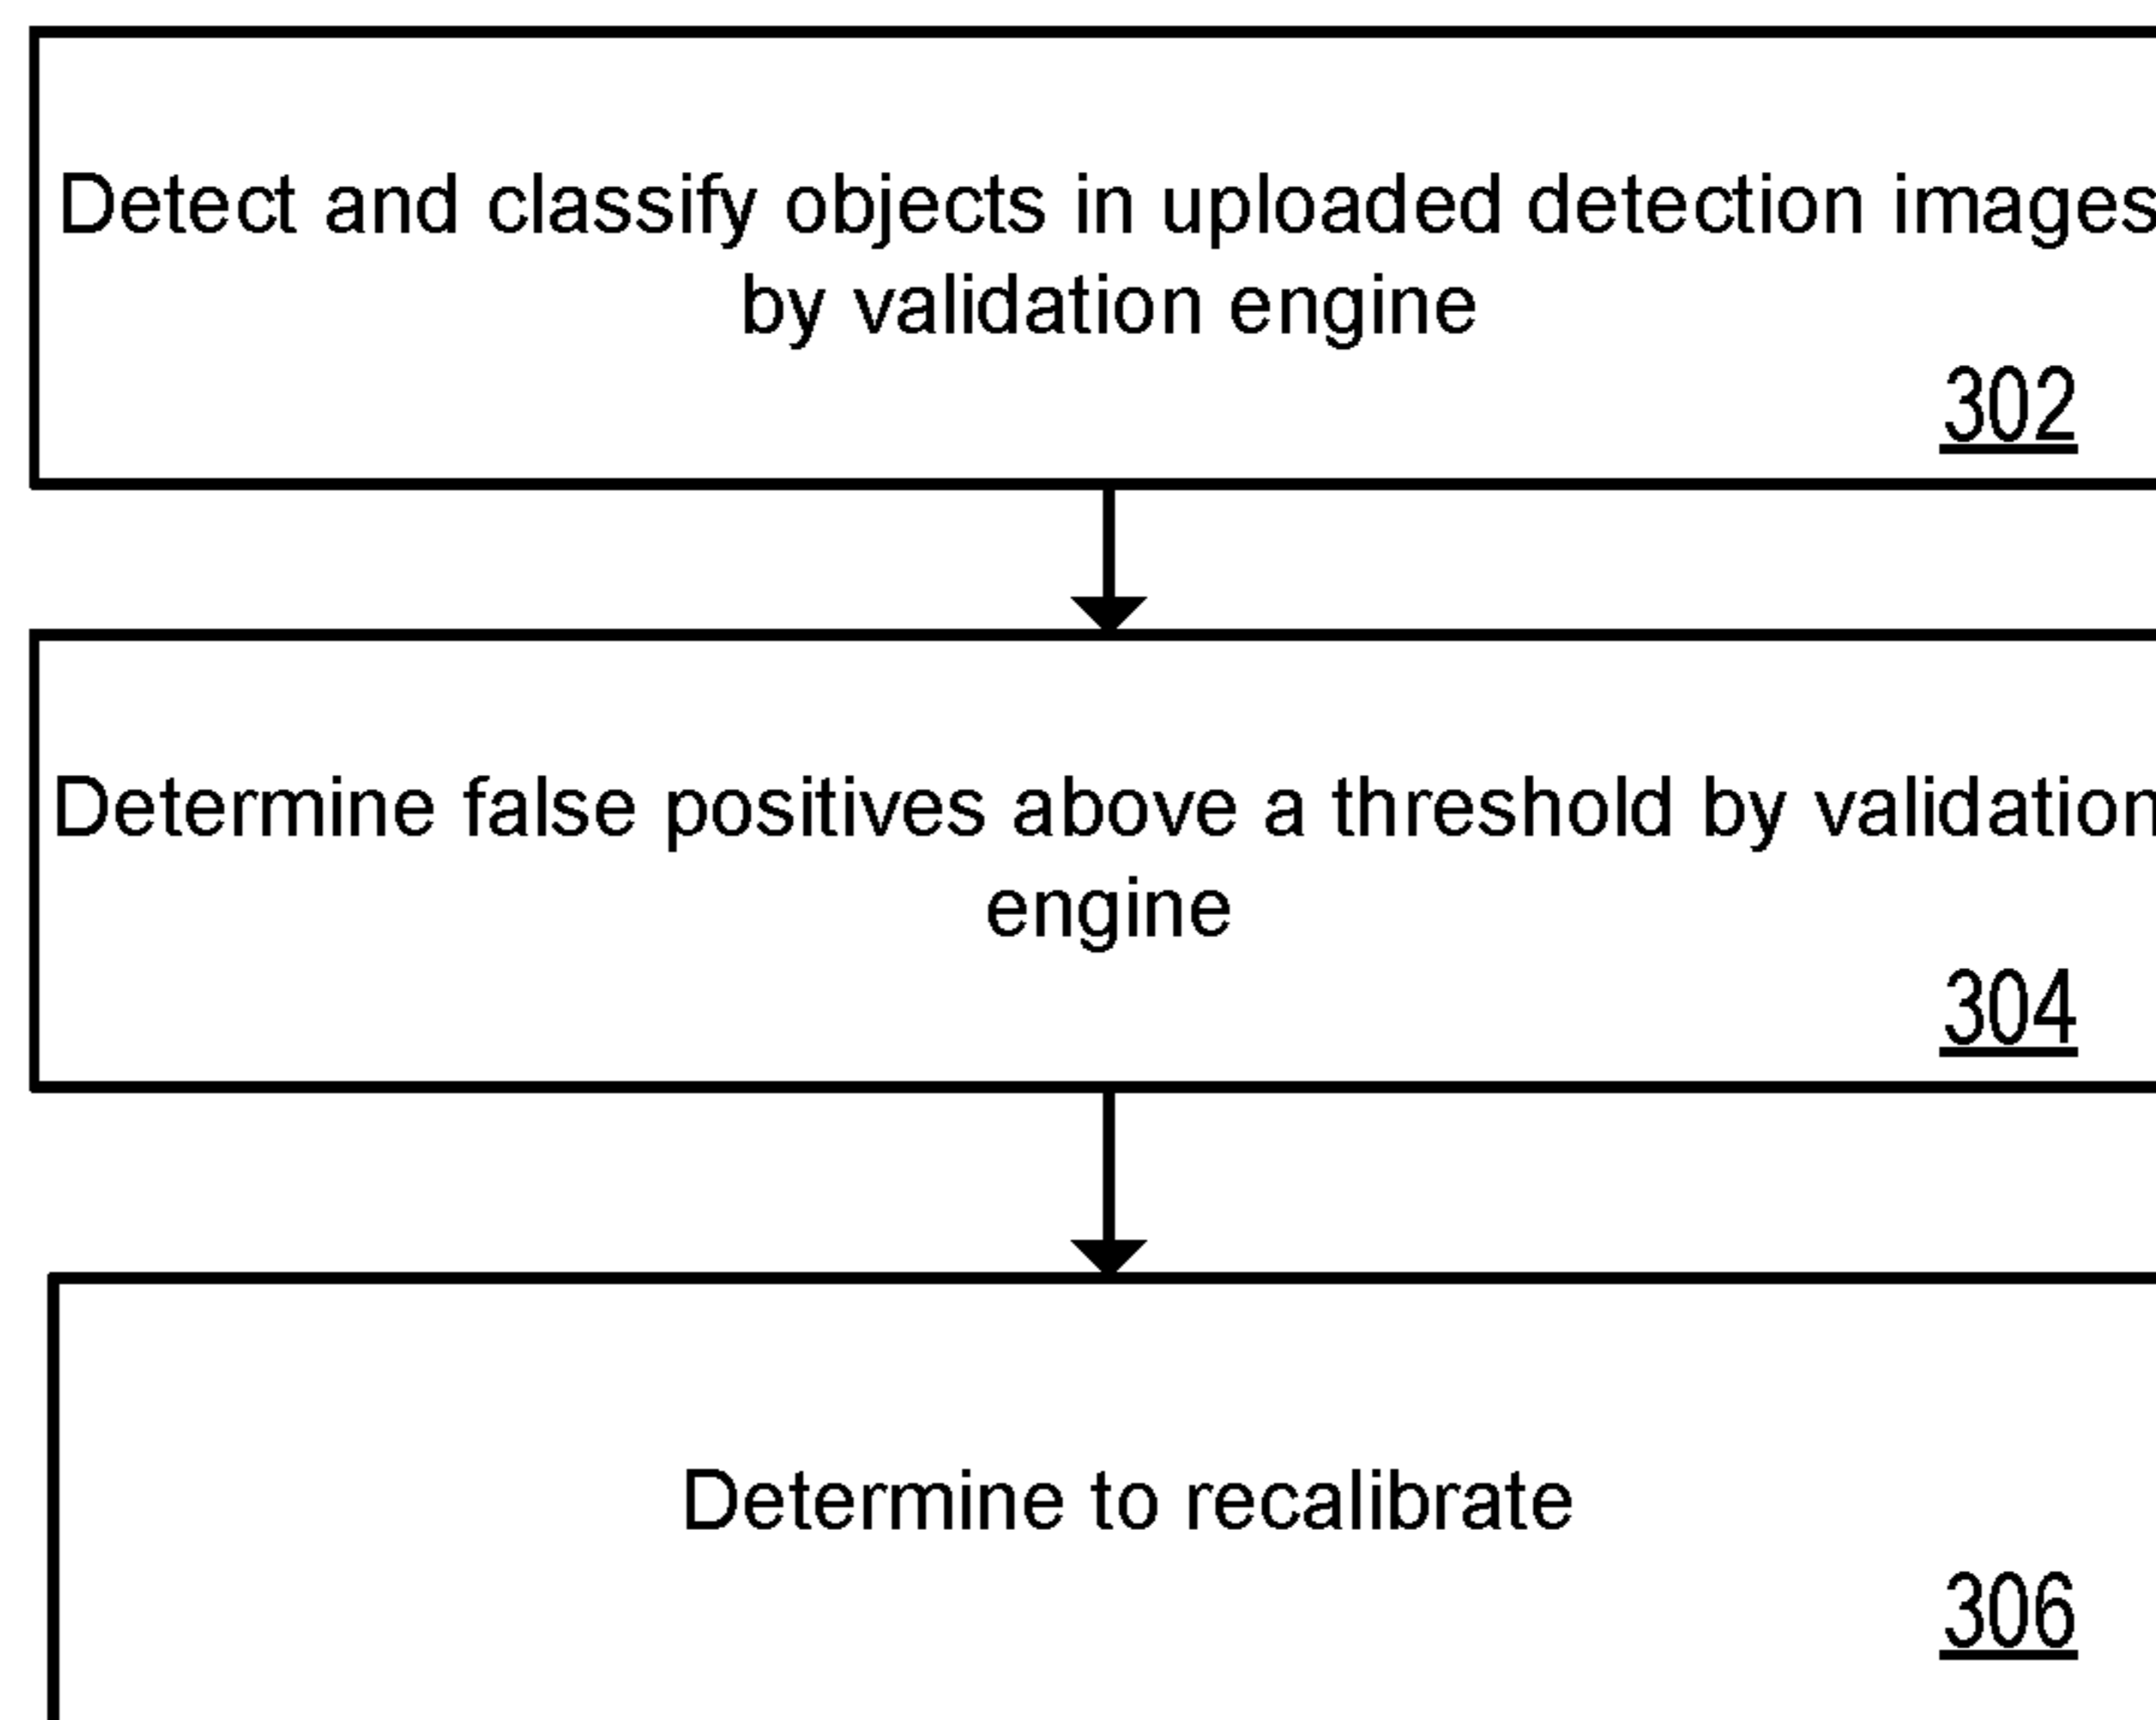 Detect and classify objects in uploaded detection images
by validation engine
302
Determine false positives above a threshold by validation
engine
304
Determine to recalibrate
306